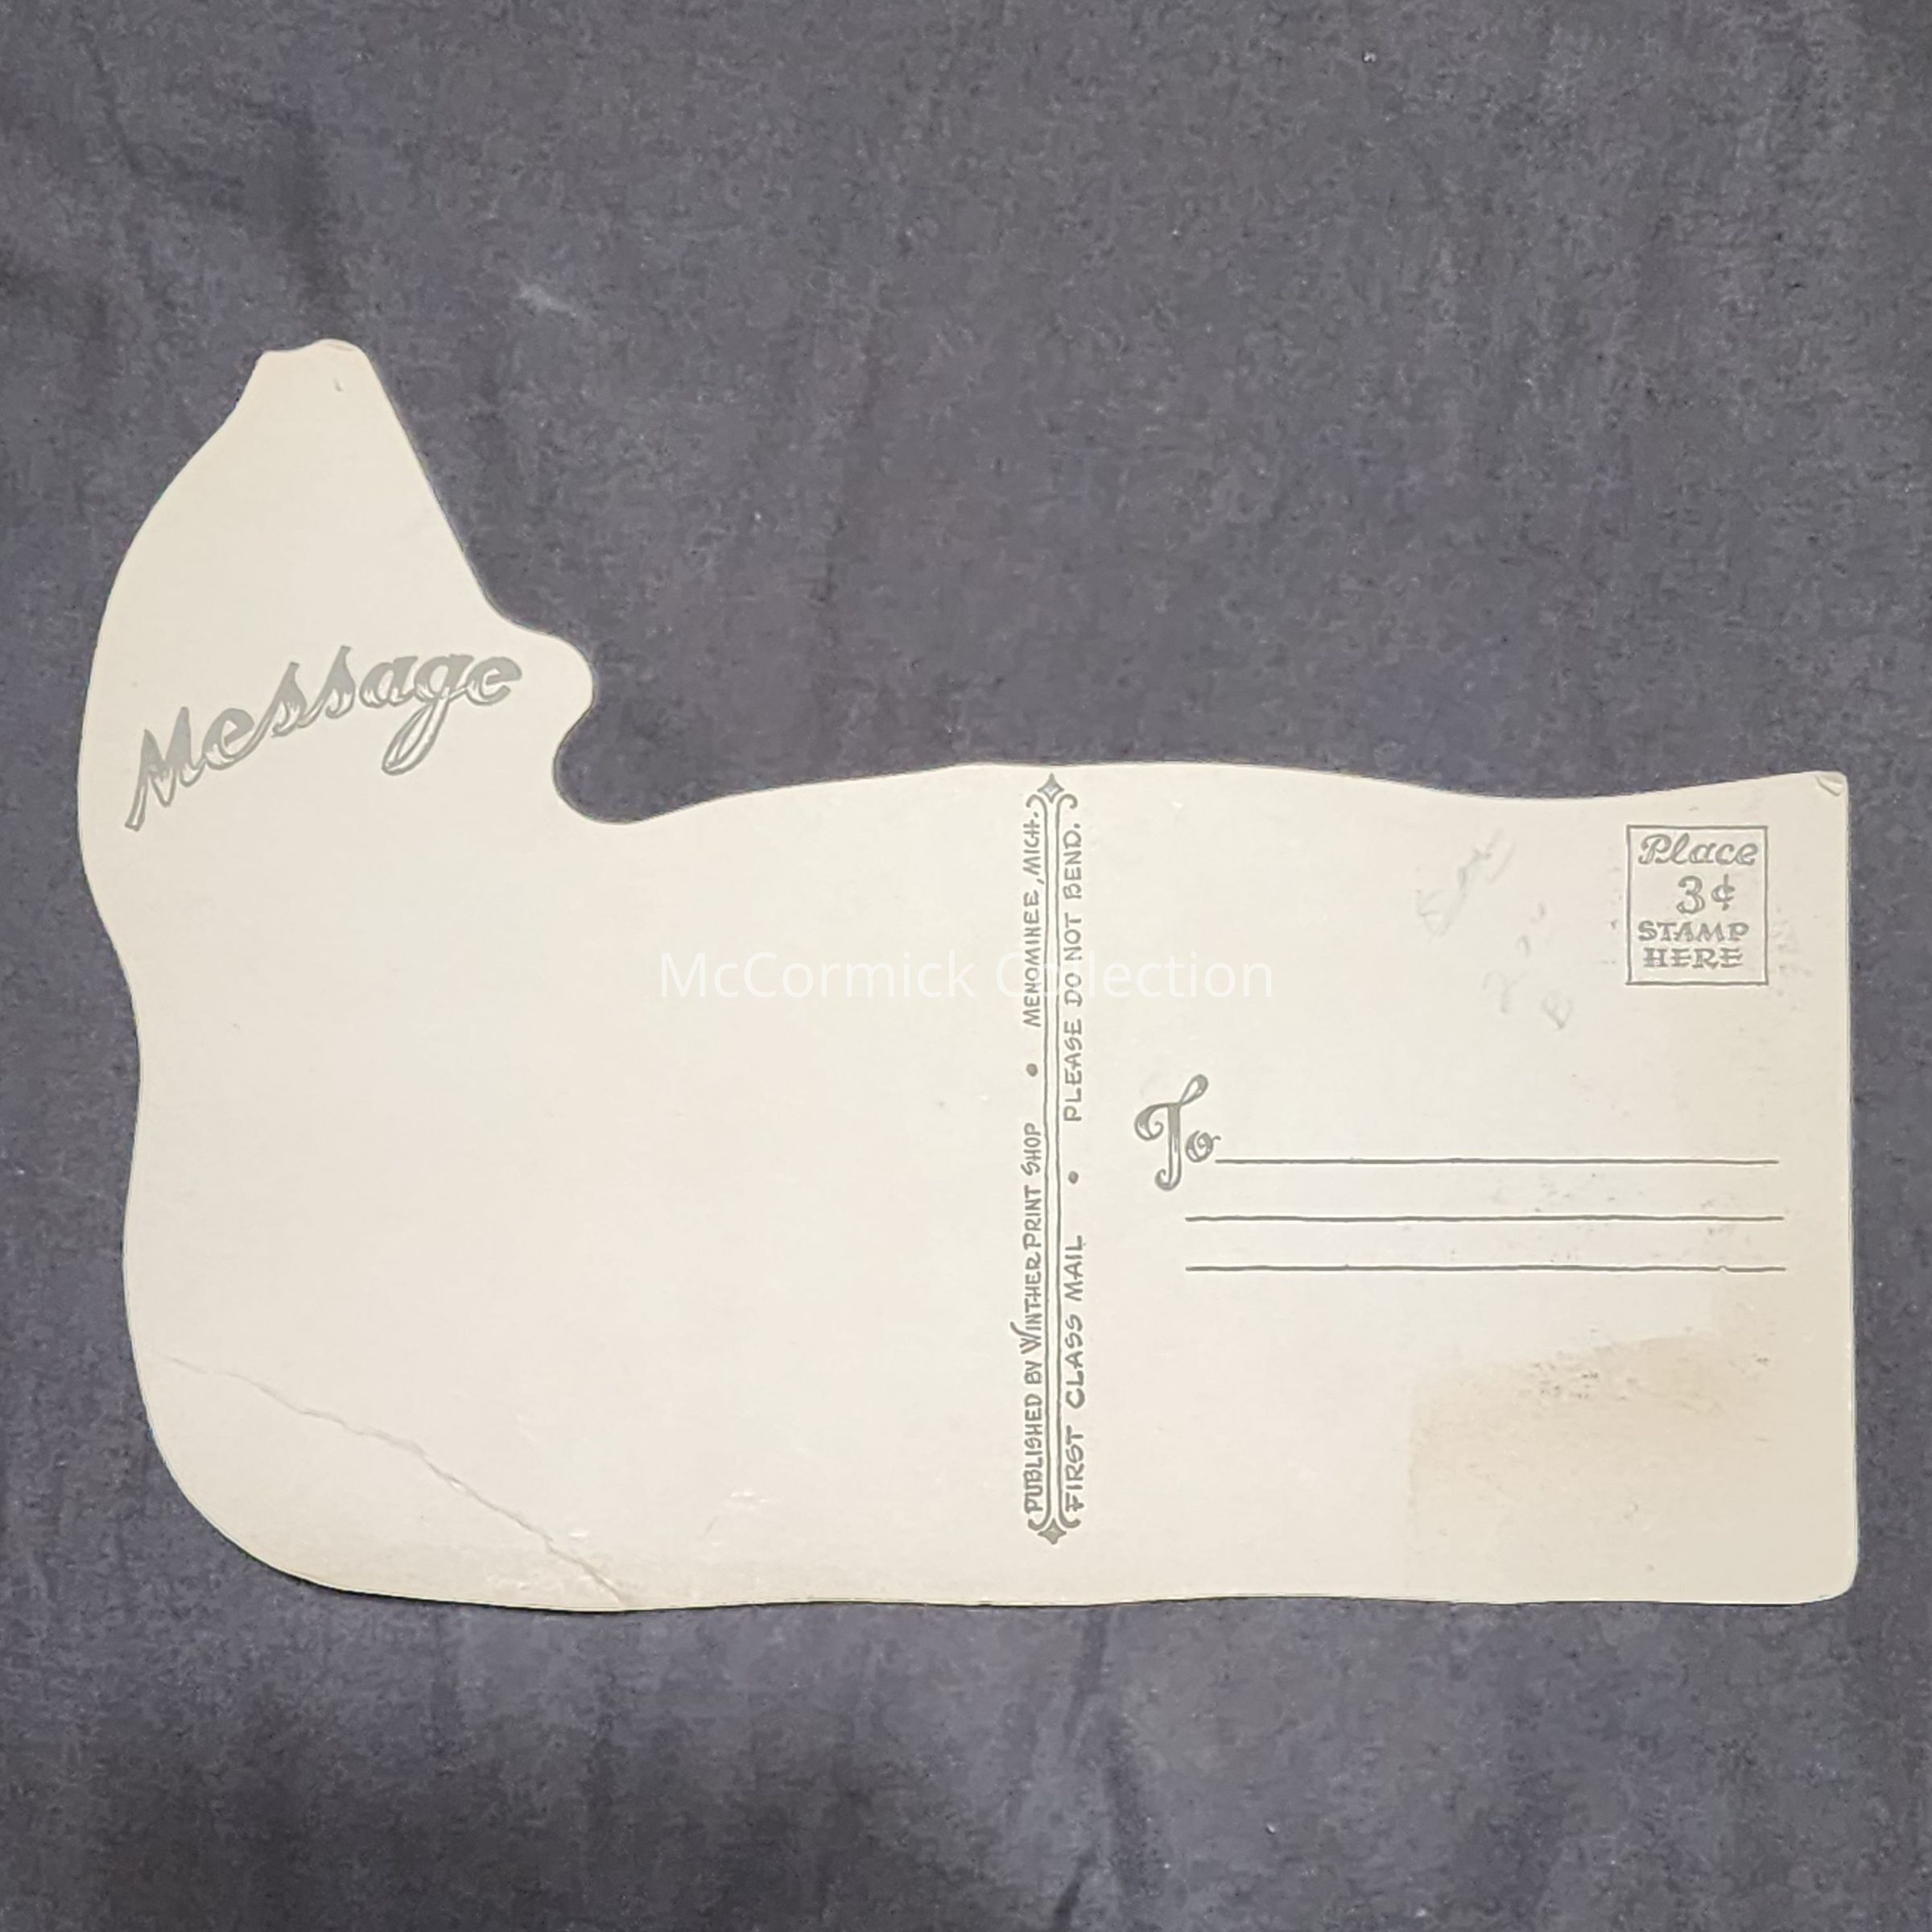 Message
PUBLISHED BY WINTHER PRINT SHOP • MENOMINEE, MICH.
FIRST CLASS MAIL • PLEASE DO NOT BEND.
Place
3¢
STAMP
HERE
To
McCormick Collection